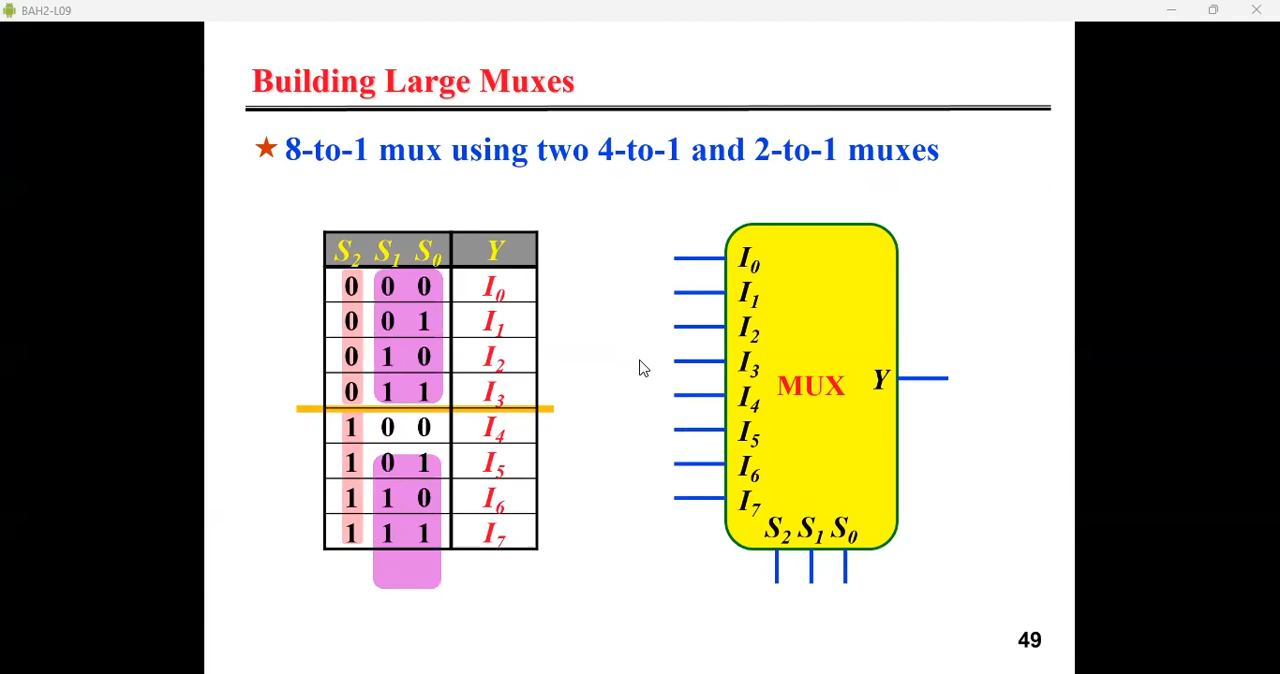 BAH2-L09
Building Large Muxes
★ 8-to-1 mux using two 4-to-1 and 2-to-1 muxes
S2 S1 S0 Y
0 0 0 I0
0 0 1 I1
0 1 0 I2
0 1 1 I3
1 0 0 I4
1 0 1 I5
1 1 0 I6
1 1 1 I7
I0
I1
I2
I3
I4
I5
I6
I7
MUX Y
S2 S1 S0
49